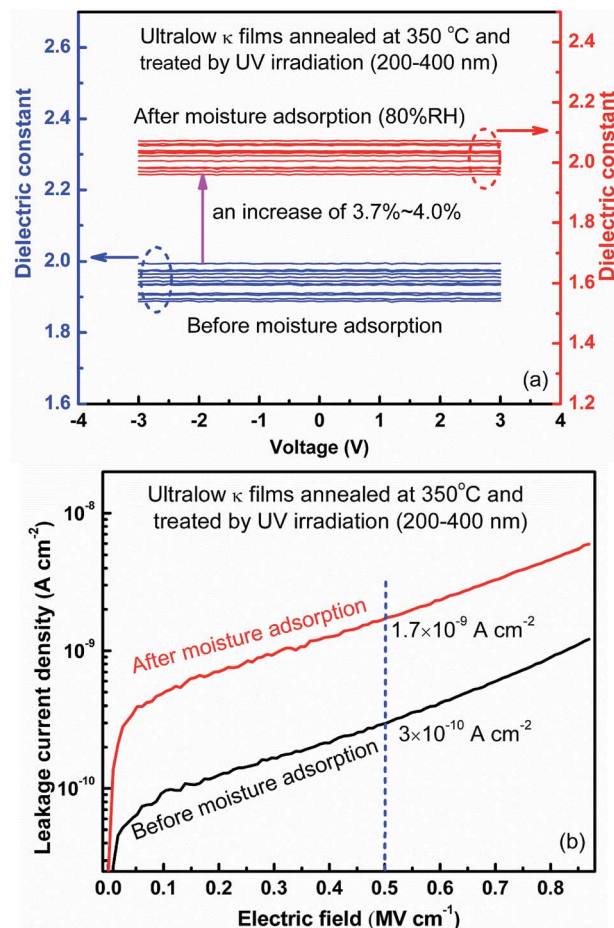 Ultralow κ films annealed at 350 °C and
treated by UV irradiation (200-400 nm)
After moisture adsorption (80%RH)
an increase of 3.7%~4.0%
Before moisture adsorption
(a)
Dielectric constant
2.6
2.4
2.2
2.0
1.8
1.6
Dielectric constant
2.4
2.2
2.0
1.8
1.6
1.4
1.2
-4 -3 -2 -1 0 1 2 3 4
Voltage (V)
Ultralow κ films annealed at 350°C and
treated by UV irradiation (200-400 nm)
After moisture adsorption
1.7×10⁻⁹ A cm⁻²
Before moisture adsorption
3×10⁻¹⁰ A cm⁻²
(b)
Leakage current density (A cm⁻²)
10⁻⁸
10⁻⁹
10⁻¹⁰
0.0 0.1 0.2 0.3 0.4 0.5 0.6 0.7 0.8
Electric field (MV cm⁻¹)